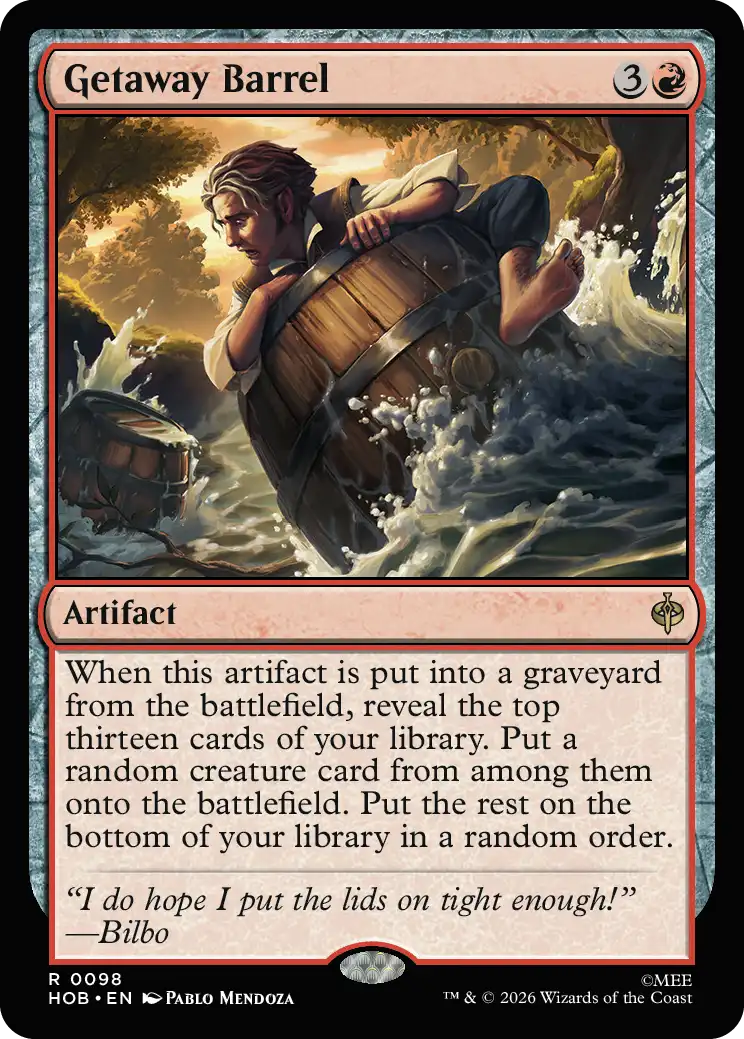 Getaway Barrel 3
Artifact
When this artifact is put into a graveyard
from the battlefield, reveal the top
thirteen cards of your library. Put a
random creature card from among them
onto the battlefield. Put the rest on the
bottom of your library in a random order.
“I do hope I put the lids on tight enough!”
—Bilbo
R 0098
HOB • EN Pablo Mendoza
©MEE
™ & © 2026 Wizards of the Coast